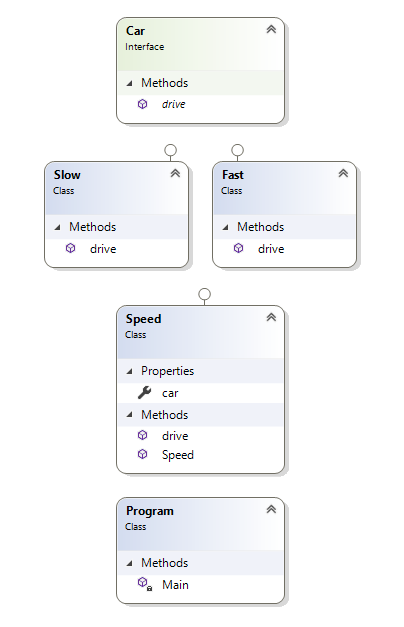 Car
Interface
Methods
drive
Slow
Class
Methods
drive
Fast
Class
Methods
drive
Speed
Class
Properties
car
Methods
drive
Speed
Program
Class
Methods
Main